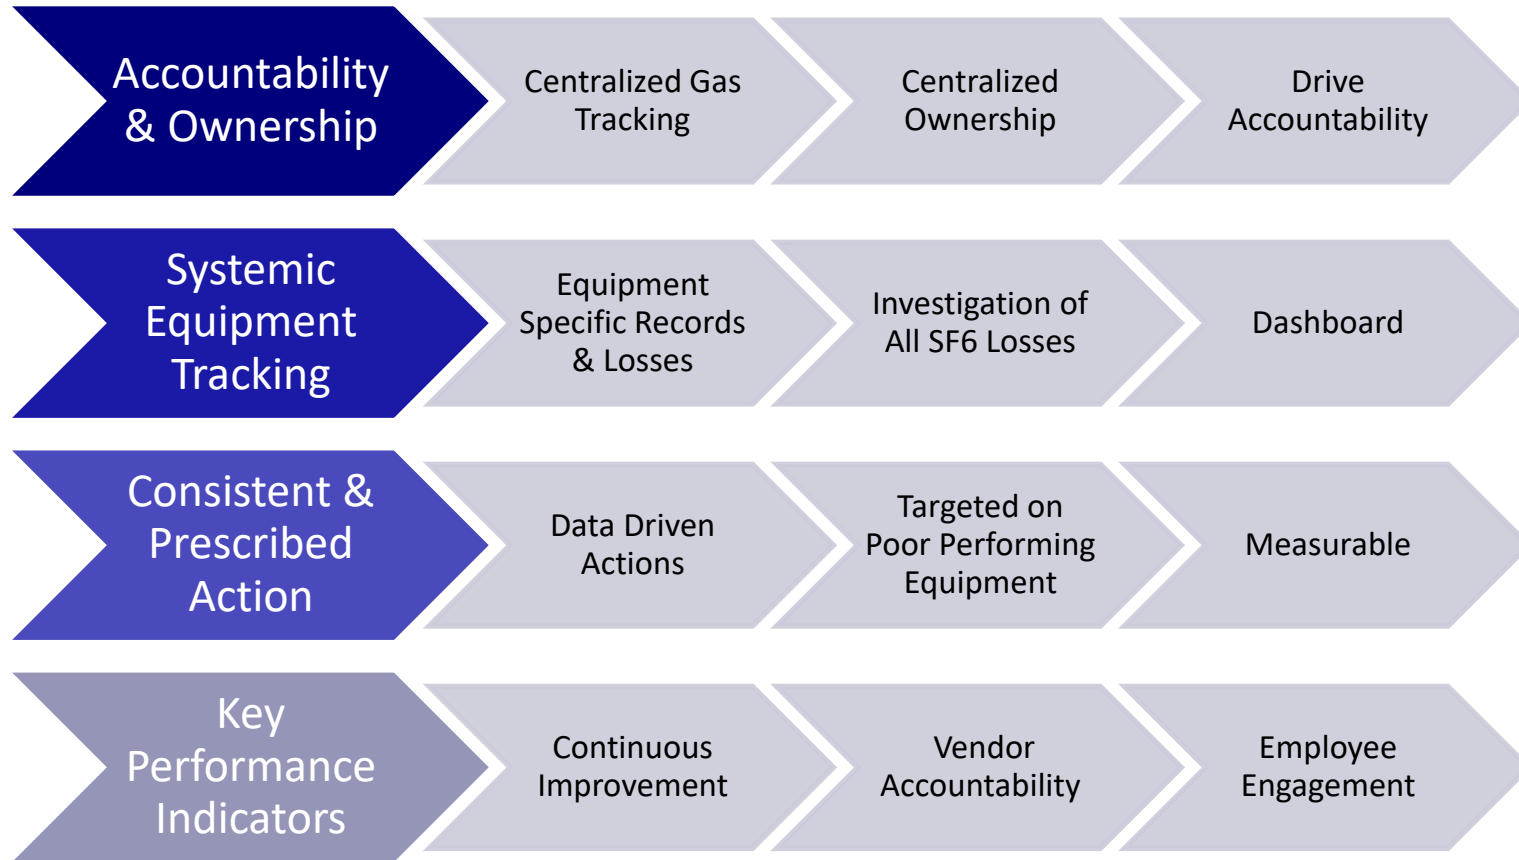 Accountability
& Ownership
Centralized Gas
Tracking
Centralized
Ownership
Drive
Accountability
Systemic
Equipment
Tracking
Equipment
Specific Records
& Losses
Investigation of
All SF6 Losses
Dashboard
Consistent &
Prescribed
Action
Data Driven
Actions
Targeted on
Poor Performing
Equipment
Measurable
Key
Performance
Indicators
Continuous
Improvement
Vendor
Accountability
Employee
Engagement